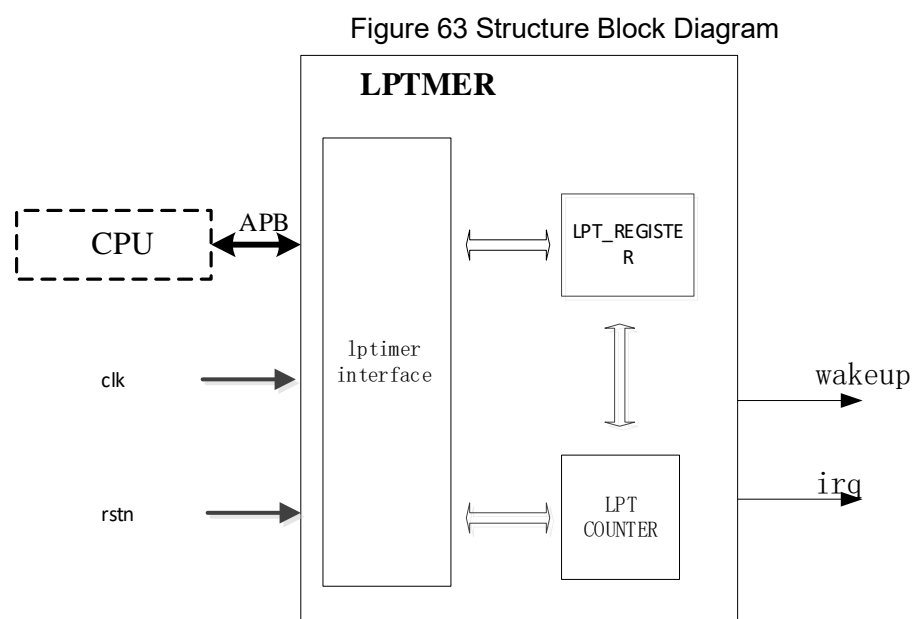 Figure 63 Structure Block Diagram
LPTMER
CPU
APB
LPT_REGISTE
R
lptimer
interface
clk
wakeup
rstn
LPT
COUNTER
irq